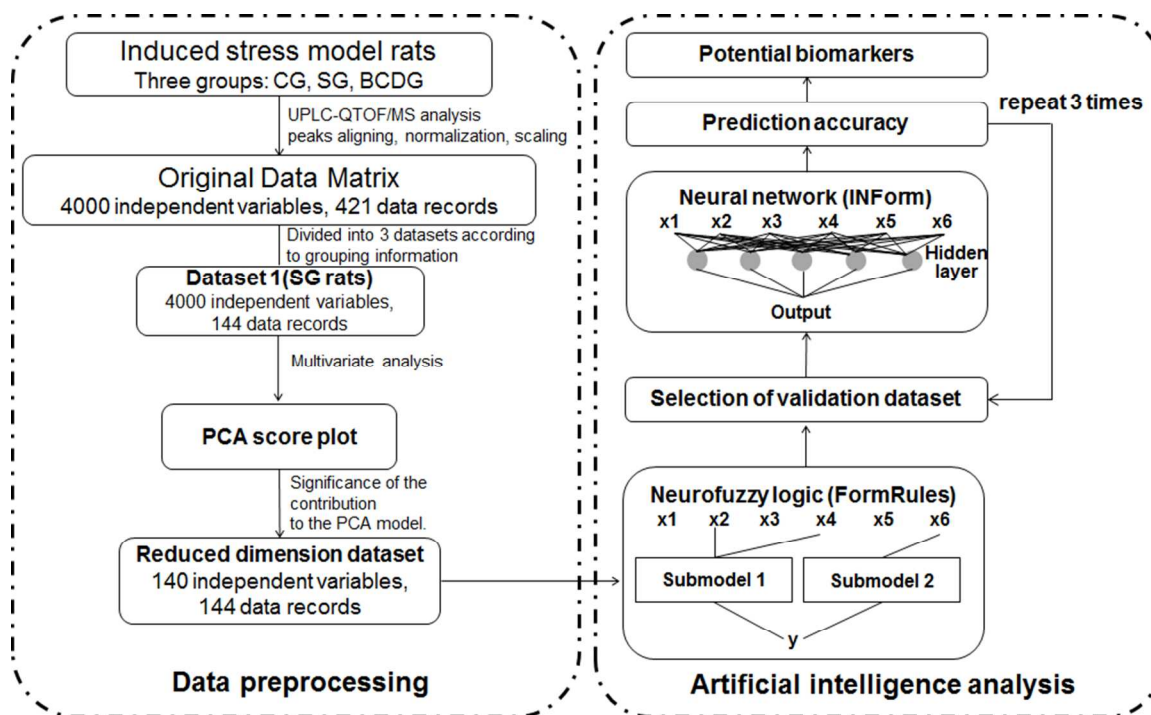 Induced stress model rats
Three groups: CG, SG, BCDG
UPLC-QTOF/MS analysis
peaks aligning, normalization, scaling
Original Data Matrix
4000 independent variables, 421 data records
Divided into 3 datasets according
to grouping information
Dataset 1(SG rats)
4000 independent variables,
144 data records
Multivariate analysis
PCA score plot
Significance of the
contribution
to the PCA model.
Reduced dimension dataset
140 independent variables,
144 data records
Data preprocessing
Potential biomarkers
repeat 3 times
Prediction accuracy
Neural network (INForm)
x1 x2 x3 x4 x5 x6
Hidden
layer
Output
Selection of validation dataset
Neurofuzzy logic (FormRules)
x1 x2 x3 x4 x5 x6
Submodel 1 Submodel 2
y
Artificial intelligence analysis